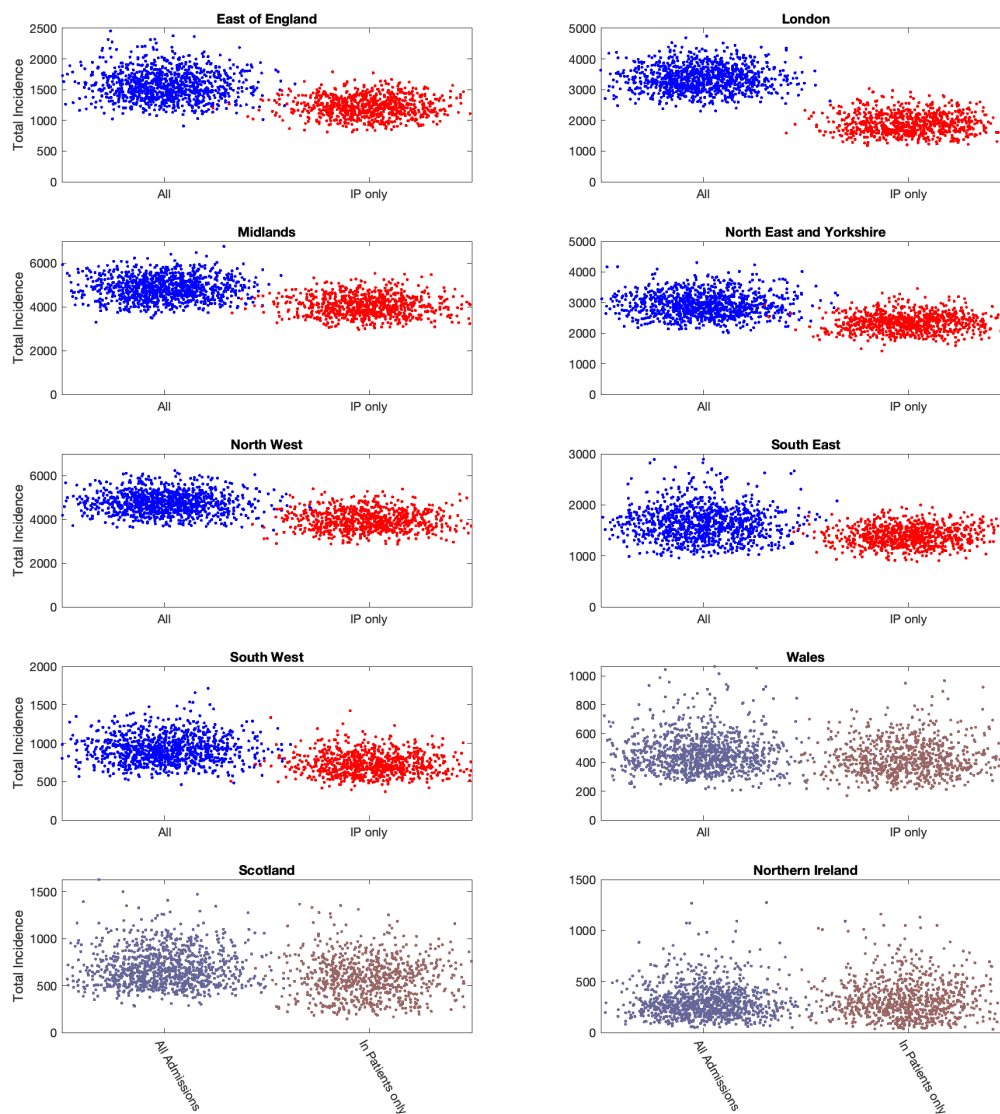 East of England
London
2500
2000
1500
1000
500
0
Total Incidence
All
IP only
5000
4000
3000
2000
1000
0
All
IP only
Midlands
North East and Yorkshire
6000
4000
2000
0
Total Incidence
All
IP only
5000
4000
3000
2000
1000
0
All
IP only
North West
South East
6000
4000
2000
0
Total Incidence
All
IP only
3000
2000
1000
0
All
IP only
South West
Wales
2000
1500
1000
500
0
Total Incidence
All
IP only
1000
800
600
400
200
0
All
IP only
Scotland
Northern Ireland
1500
1000
500
0
Total Incidence
All Admissions
In Patients only
1500
1000
500
0
All Admissions
In Patients only